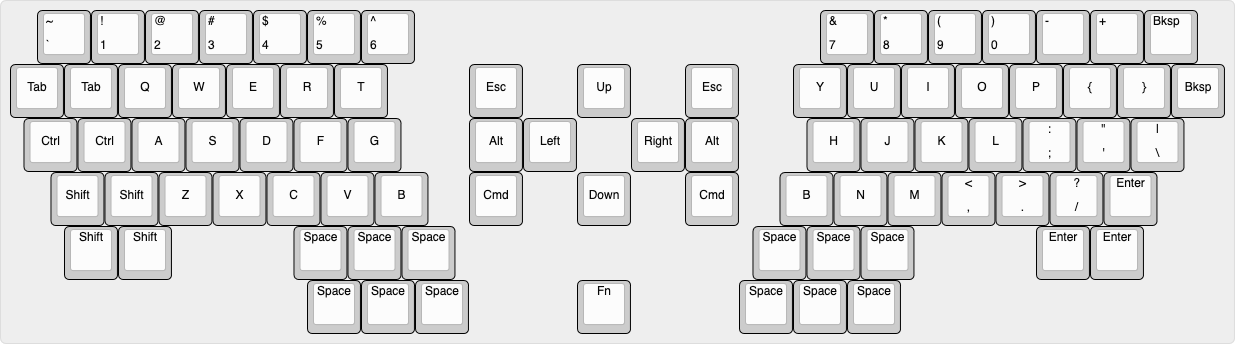 ~ ! @ # $ % ^ & * ( ) - + Bksp
` 1 2 3 4 5 6 7 8 9 0
Tab Tab Q W E R T Esc Up Esc Y U I O P { } Bksp
Ctrl Ctrl A S D F G Alt Left Right Alt H J K L : " |
; ' \
Shift Shift Z X C V B Cmd Down Cmd B N M < > ? Enter
, . /
Shift Shift Space Space Space Space Space Space Enter Enter
Space Space Space Fn Space Space Space